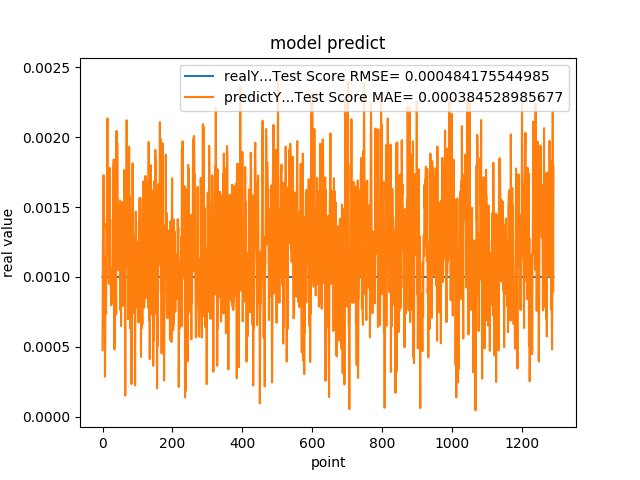 model predict
realY...Test Score RMSE= 0.000484175544985
predictY...Test Score MAE= 0.000384528985677
0.0025
0.0020
0.0015
0.0010
0.0005
0.0000
real value
0 200 400 600 800 1000 1200
point